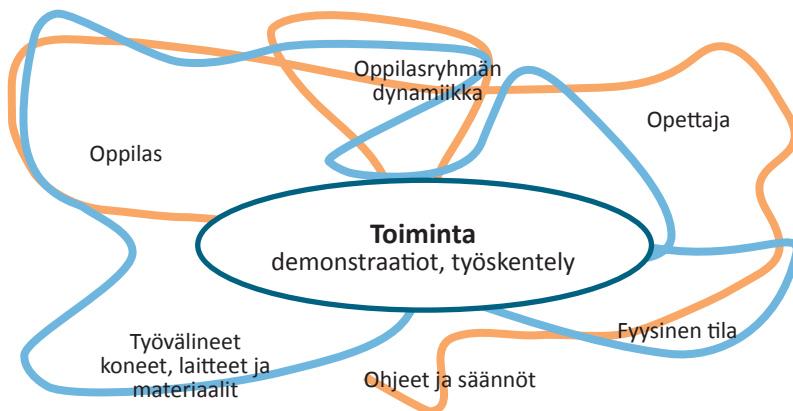 Oppilasryhmän
dynamiikka
Opettaja
Oppilas
Toiminta
demonstraatiot, työskentely
Työvälineet
koneet, laitteet ja
materiaalit
Fyysinen tila
Ohjeet ja säännöt